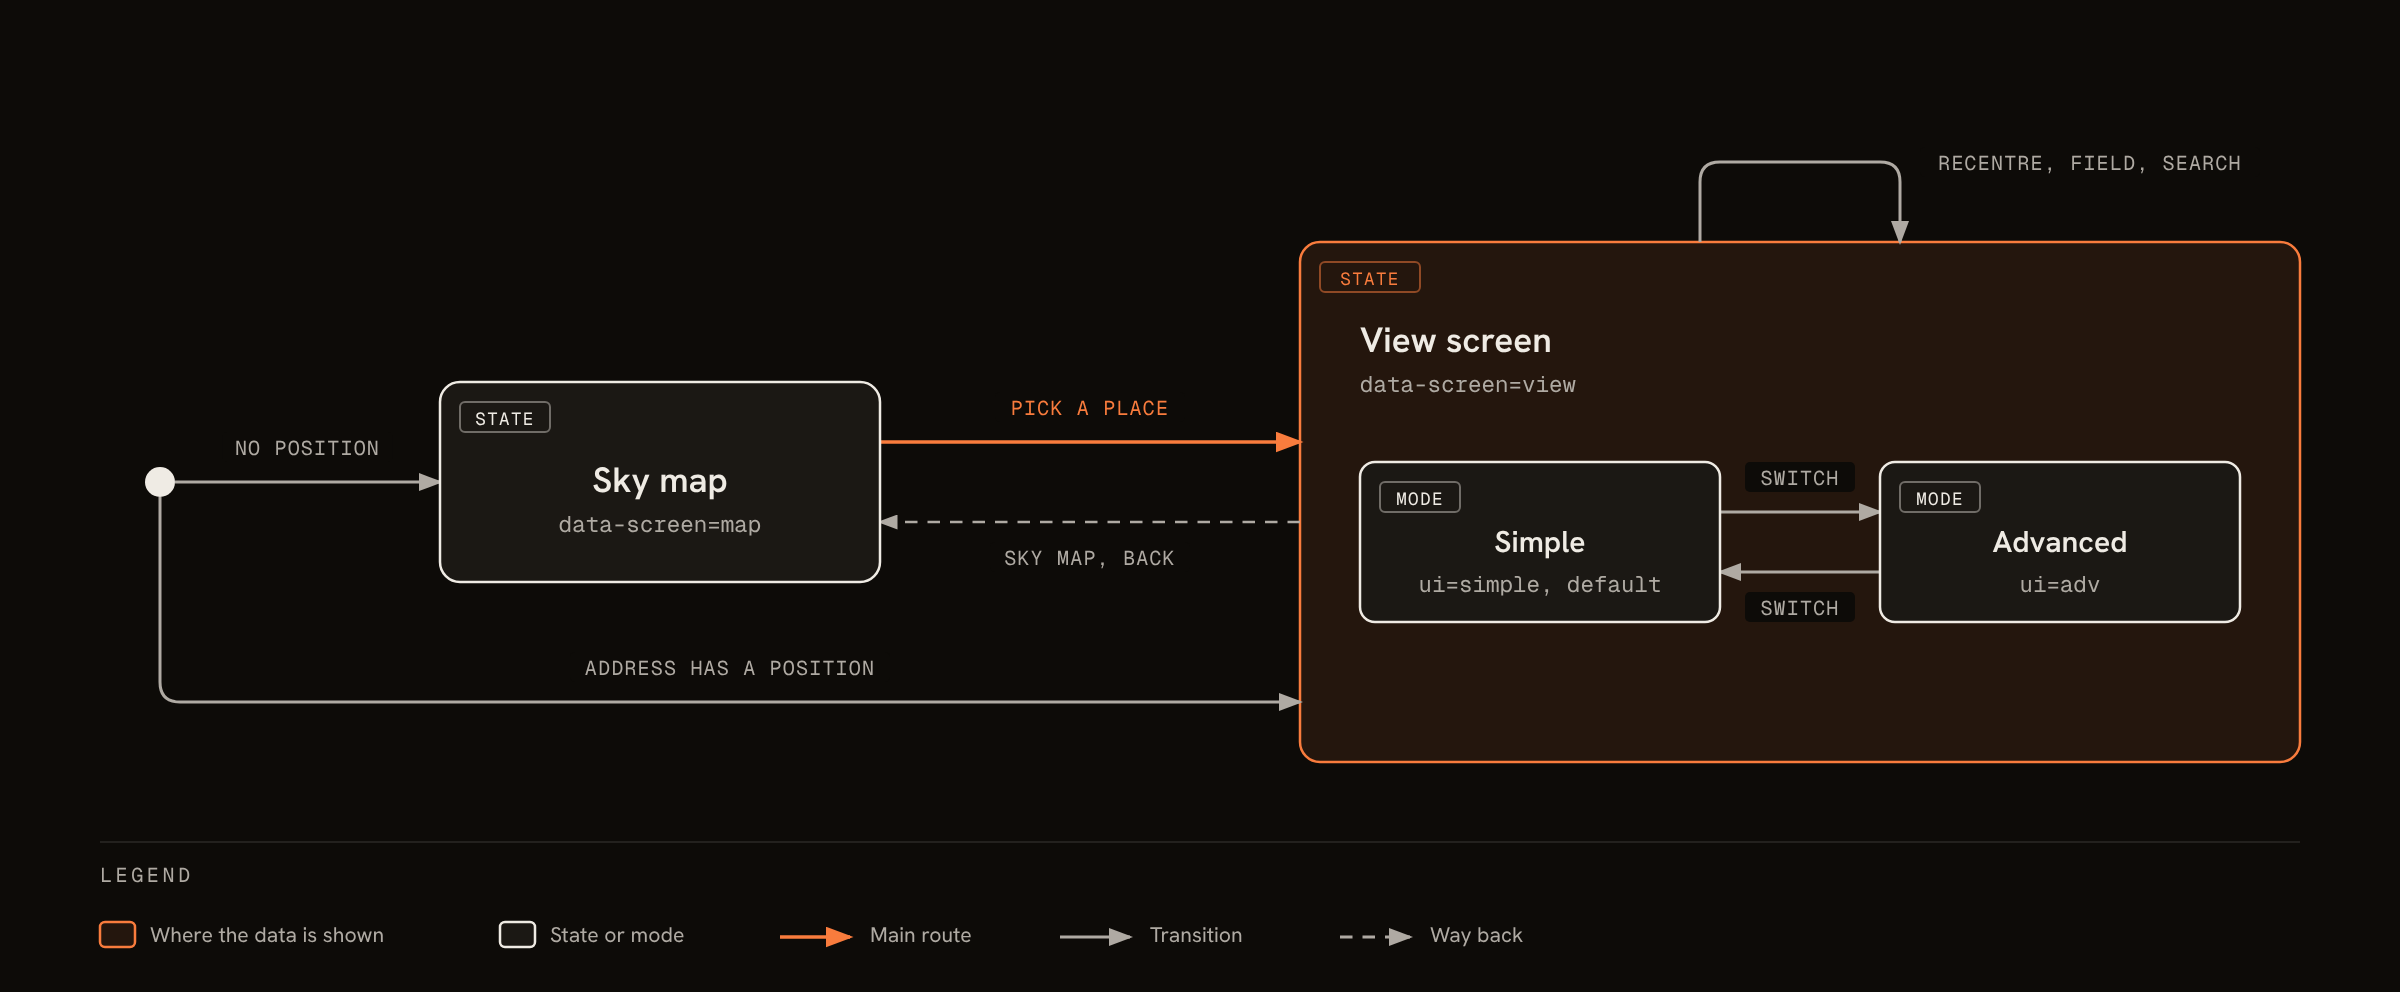 RECENTRE, FIELD, SEARCH
STATE
View screen
data-screen=view
STATE
Sky map
data-screen=map
NO POSITION
PICK A PLACE
SKY MAP, BACK
MODE
Simple
ui=simple, default
SWITCH
SWITCH
MODE
Advanced
ui=adv
ADDRESS HAS A POSITION
LEGEND
Where the data is shown
State or mode
Main route
Transition
Way back